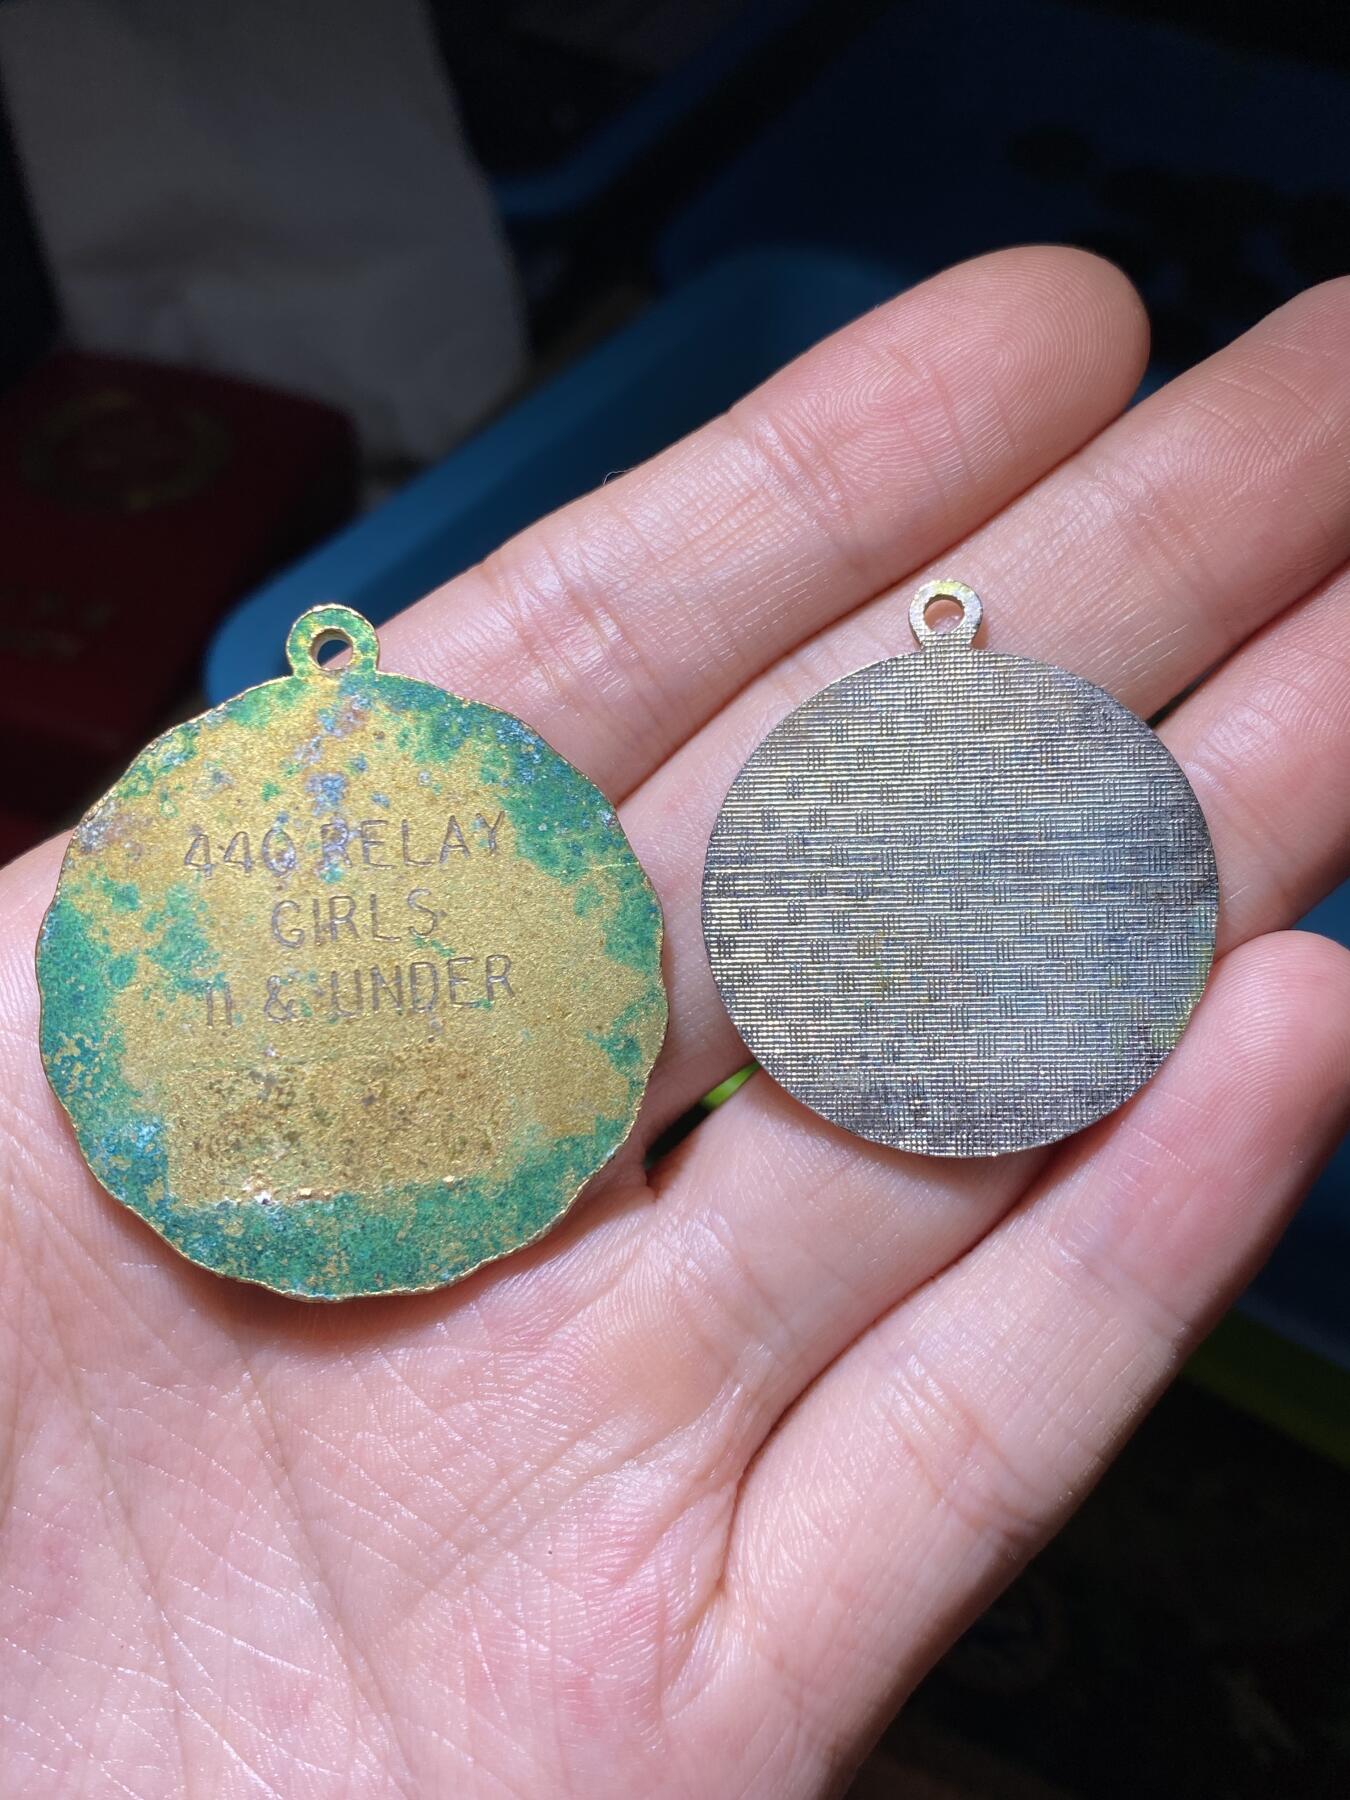 440 RELAY
GIRLS
11 & UNDER